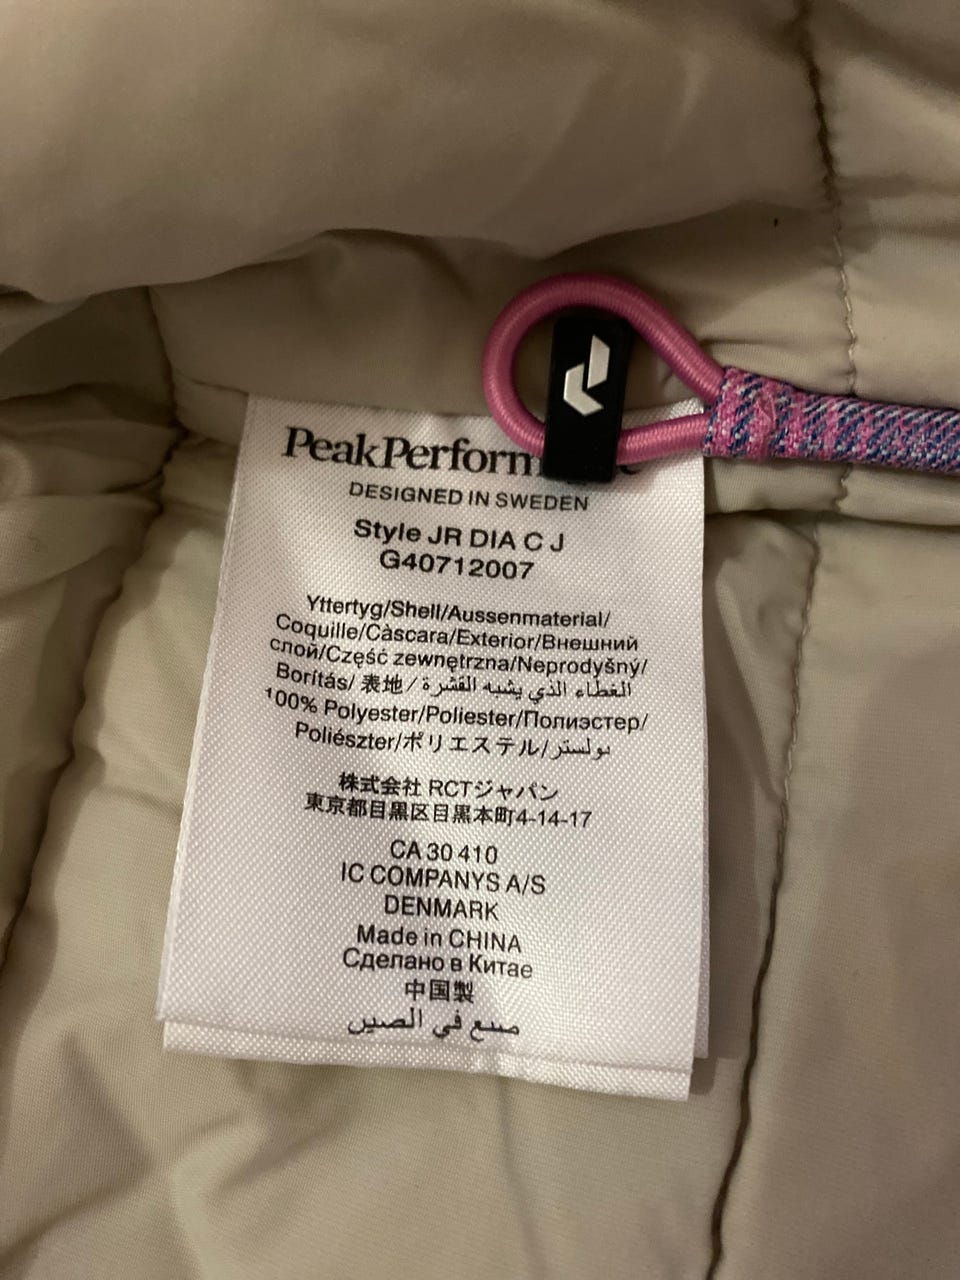 PeakPerform
DESIGNED IN SWEDEN
Style JR DIA C J
G40712007
Yttertyg/Shell/Aussenmaterial/
Coquille/Càscara/Exterior/Внешний
слой/Część zewnętrzna/Neprodyšný/
Borítás/表地/الغطاء الذي يشبه القشرة
100% Polyester/Poliester/Полиэстер/
Poliészter/ポリエステル/بولستر
株式会社 RCTジャパン
東京都目黒区目黒本町4-14-17
CA 30 410
IC COMPANYS A/S
DENMARK
Made in CHINA
Сделано в Китае
中国製
صنع في الصين